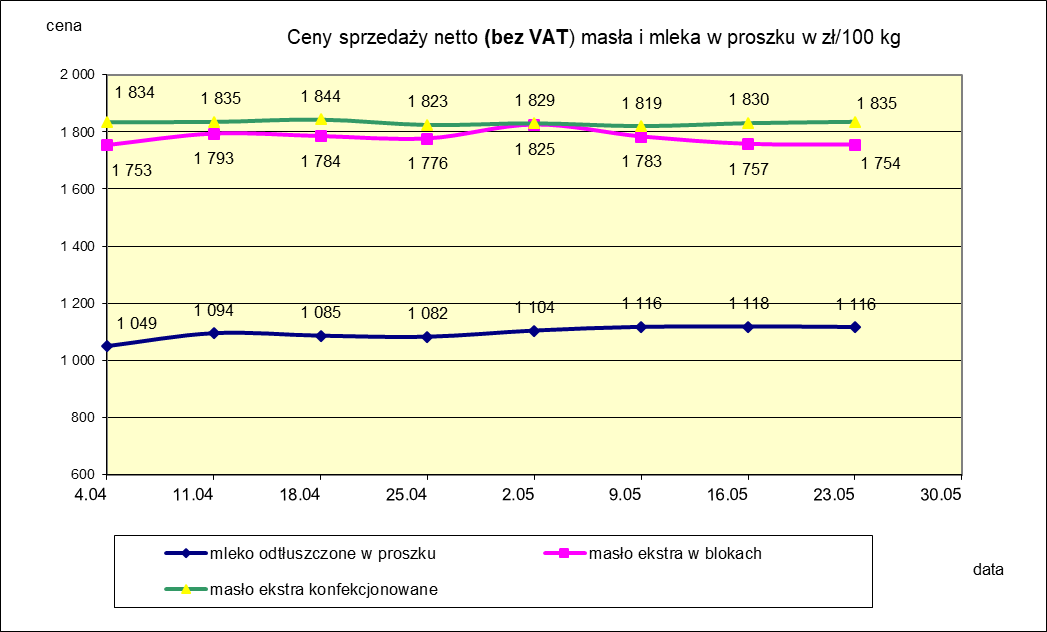 cena
Ceny sprzedaży netto (bez VAT) masła i mleka w proszku w zł/100 kg
2 000
1 834 1 835 1 844 1 823 1 829 1 819 1 830 1 835
1 800
1 753 1 793 1 784 1 776 1 825 1 783 1 757 1 754
1 600
1 400
1 200
1 049 1 094 1 085 1 082 1 104 1 116 1 118 1 116
1 000
800
600
4.04 11.04 18.04 25.04 2.05 9.05 16.05 23.05 30.05
mleko odtłuszczone w proszku masło ekstra w blokach
masło ekstra konfekcjonowane
data